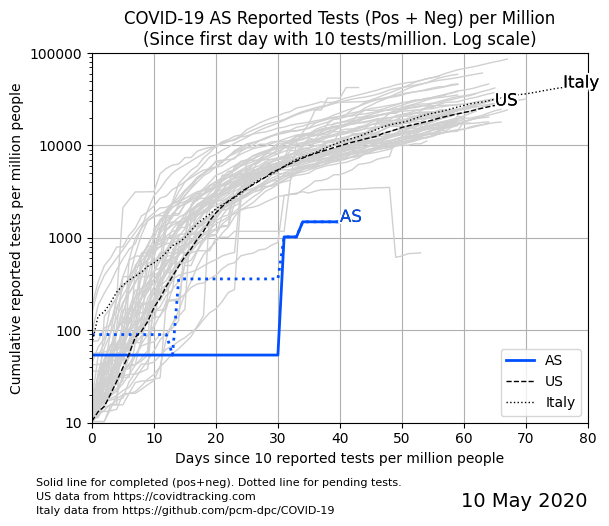 COVID-19 AS Reported Tests (Pos + Neg) per Million
(Since first day with 10 tests/million. Log scale)
Cumulative reported tests per million people
100000
10000
1000
100
10
Italy
US
AS
AS
US
Italy
0 10 20 30 40 50 60 70 80
Days since 10 reported tests per million people
Solid line for completed (pos+neg). Dotted line for pending tests.
US data from https://covidtracking.com
Italy data from https://github.com/pcm-dpc/COVID-19
10 May 2020